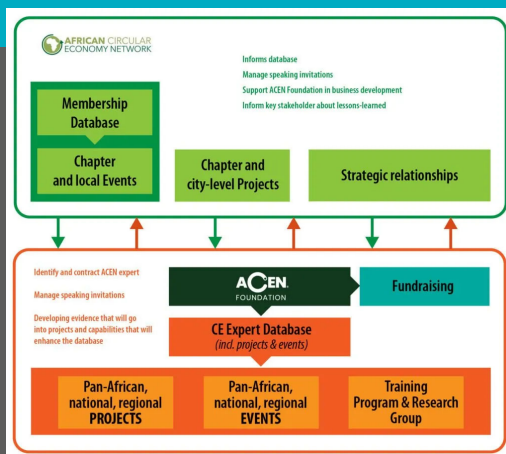 AFRICAN CIRCULAR
ECONOMY NETWORK
Informs database
Manage speaking invitations
Support ACEN Foundation in business development
Inform key stakeholder about lessons-learned
Membership
Database
Chapter
and local Events
Chapter and
city-level Projects
Strategic relationships
Identify and contract ACEN expert
Manage speaking invitations
Developing evidence that will go
into projects and capabilities that will
enhance the database
ACEN
FOUNDATION
Fundraising
CE Expert Database
(incl. projects & events)
Pan-African,
national, regional
PROJECTS
Pan-African,
national, regional
EVENTS
Training
Program & Research
Group